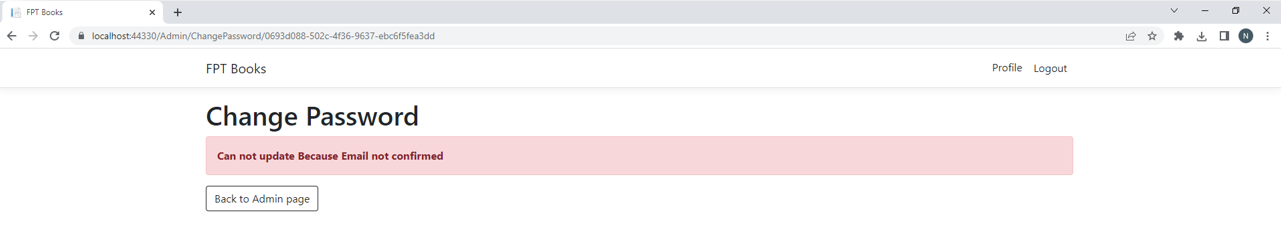 FPT Books
localhost:44330/Admin/ChangePassword/0693d088-502c-4f36-9637-ebc6f5fea3dd
N
FPT Books Profile Logout
Change Password
Can not update Because Email not confirmed
Back to Admin page